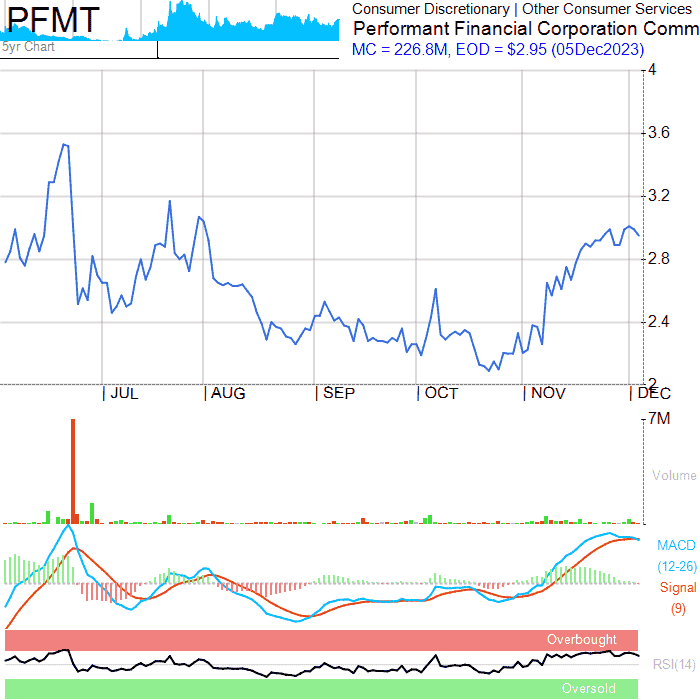 PFMT
5yr Chart
Consumer Discretionary | Other Consumer Services
Performant Financial Corporation Comm
MC = 226.8M, EOD = $2.95 (05Dec2023)
4
3.6
3.2
2.8
2.4
2
| JUL | AUG | SEP | OCT | NOV | DEC
7M
Volume
MACD
(12-26)
Signal
(9)
Overbought
RSI(14)
Oversold